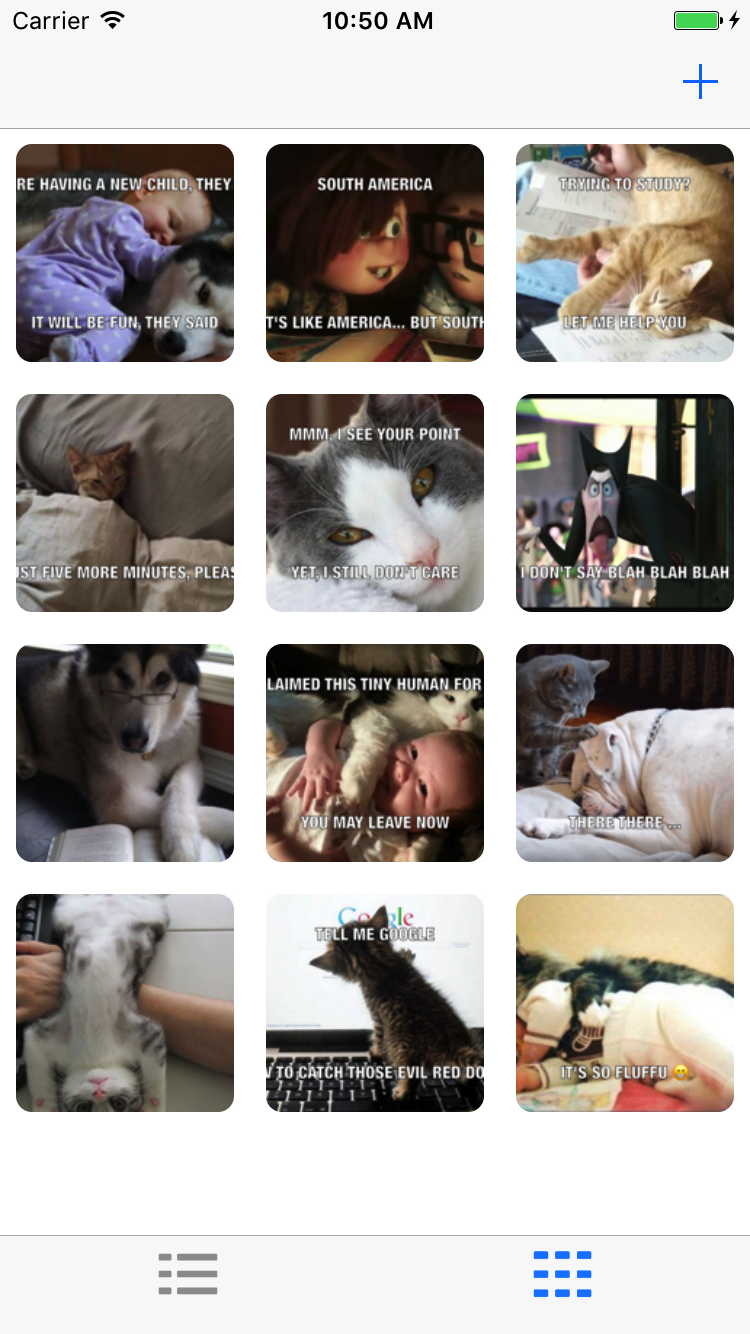 Carrier
10:50 AM
RE HAVING A NEW CHILD, THEY
IT WILL BE FUN, THEY SAID
SOUTH AMERICA
T'S LIKE AMERICA... BUT SOUTH
TRYING TO STUDY?
LET ME HELP YOU
UST FIVE MORE MINUTES, PLEAS
MMM, I SEE YOUR POINT
YET, I STILL DON'T CARE
I DON'T SAY BLAH BLAH BLAH
LAIMED THIS TINY HUMAN FOR
YOU MAY LEAVE NOW
THERE THERE ...
Google
TELL ME GOOGLE
W TO CATCH THOSE EVIL RED DO
IT'S SO FLUFFU 😁